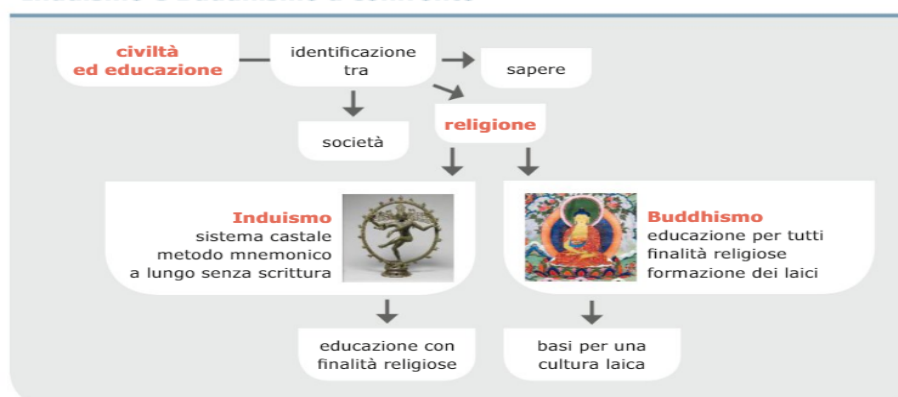 civiltà
ed educazione
identificazione
tra
sapere
società
religione
Induismo
sistema castale
metodo mnemonico
a lungo senza scrittura
Buddhismo
educazione per tutti
finalità religiose
formazione dei laici
educazione con
finalità religiose
basi per una
cultura laica